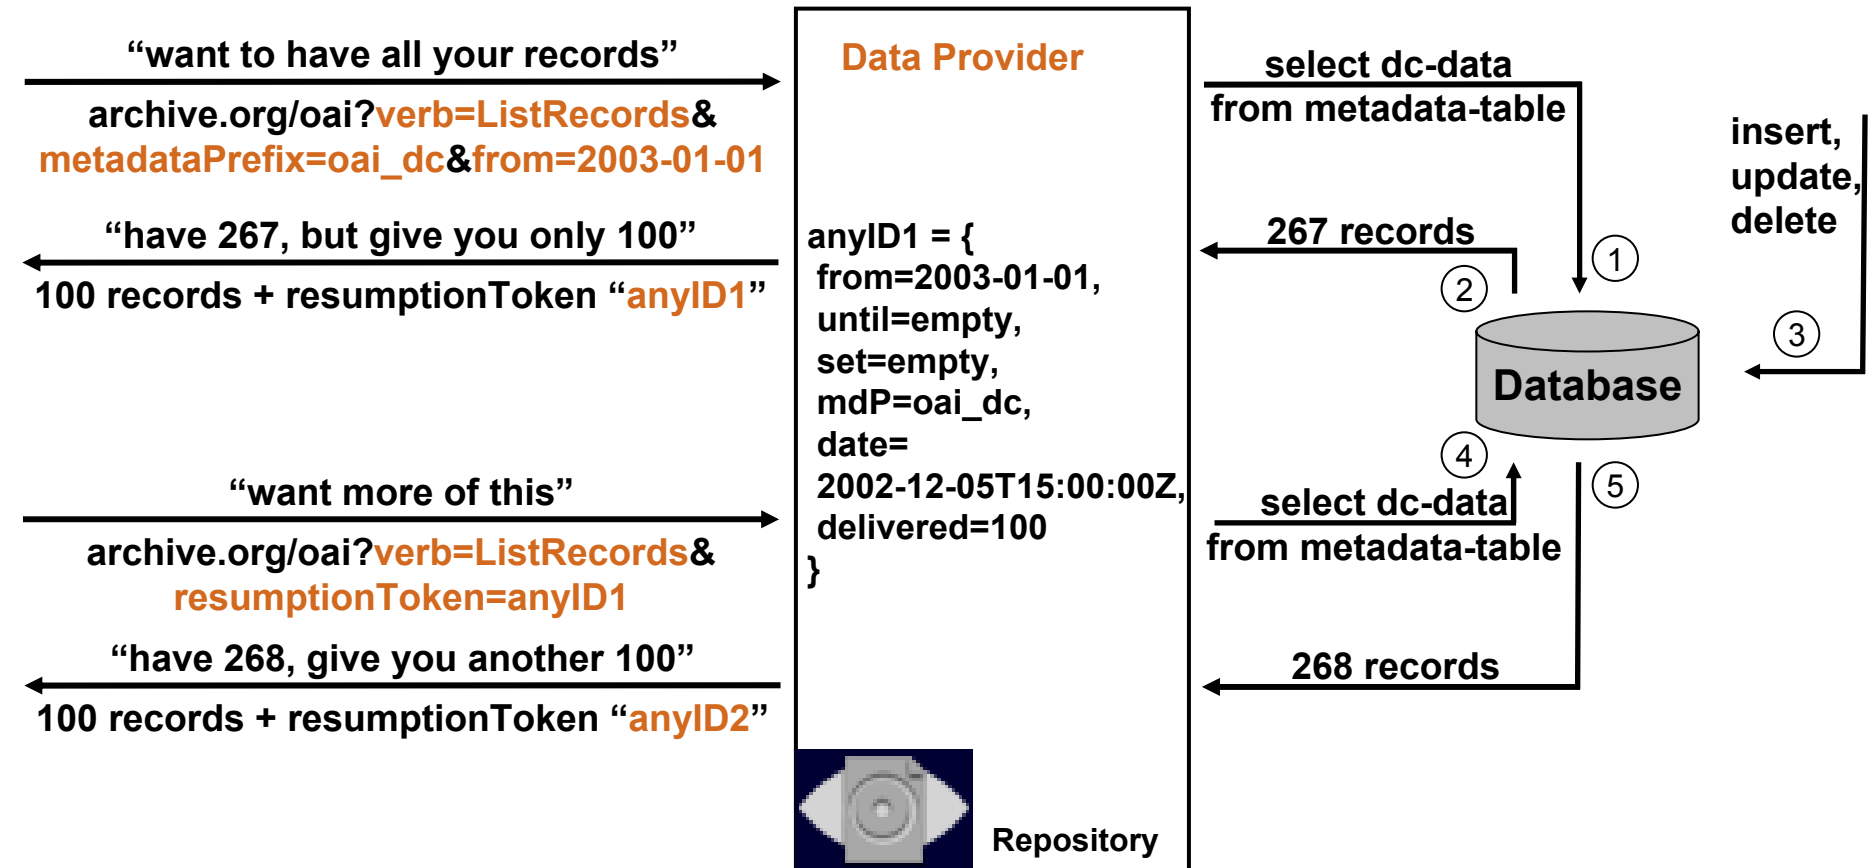 “want to have all your records”
archive.org/oai?verb=ListRecords&
metadataPrefix=oai_dc&from=2003-01-01
“have 267, but give you only 100”
100 records + resumptionToken “anyID1”
“want more of this”
archive.org/oai?verb=ListRecords&
resumptionToken=anyID1
“have 268, give you another 100”
100 records + resumptionToken “anyID2”
Data Provider
anyID1 = {
from=2003-01-01,
until=empty,
set=empty,
mdP=oai_dc,
date=
2002-12-05T15:00:00Z,
delivered=100
}
Repository
select dc-data
from metadata-table
267 records
1
2
insert,
update,
delete
3
Database
4
5
select dc-data
from metadata-table
268 records